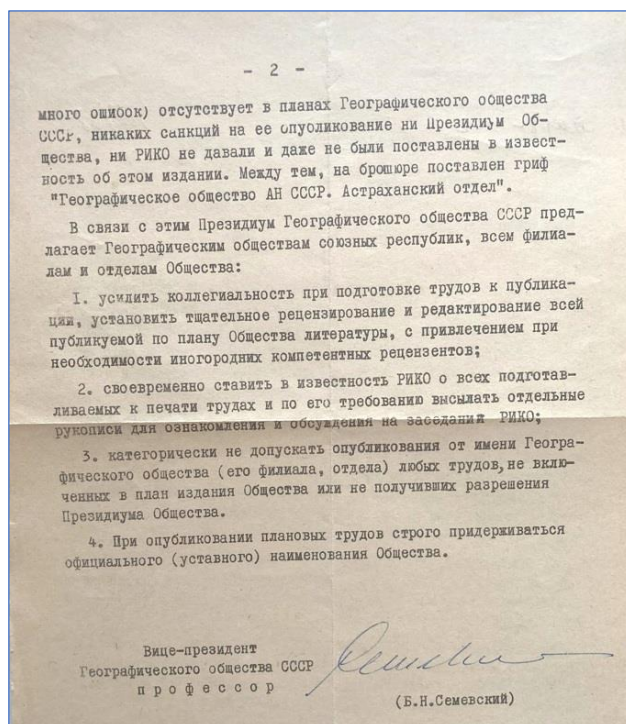 - 2 -
много ошибок) отсутствует в планах Географического общества
СССР, никаких санкций на ее опубликование ни Президиум Об-
щества, ни РИКО не давали и даже не были поставлены в извест-
ность об этом издании. Между тем, на брошюре поставлен гриф
"Географическое общество АН СССР. Астраханский отдел".
В связи с этим Президиум Географического общества СССР пред-
лагает Географическим обществам союзных республик, всем филиа-
лам и отделам Общества:
I. усилить коллегиальность при подготовке трудов к публика-
ции, установить тщательное рецензирование и редактирование всей
публикуемой по плану Общества литературы, с привлечением при
необходимости иногородних компетентных рецензентов;
2. своевременно ставить в известность РИКО о всех подготав-
ливаемых к печати трудах и по его требованию высылать отдельные
рукописи для ознакомления и обсуждения на заседании РИКО;
3. категорически не допускать опубликования от имени Геогра-
фического общества (его филиала, отдела) любых трудов, не вклю-
ченных в план издания Общества или не получивших разрешения
Президиума Общества.
4. При опубликовании плановых трудов строго придерживаться
официального (уставного) наименования Общества.
Вице-президент
Географического общества СССР
профессор
(Б.Н.Семевский)